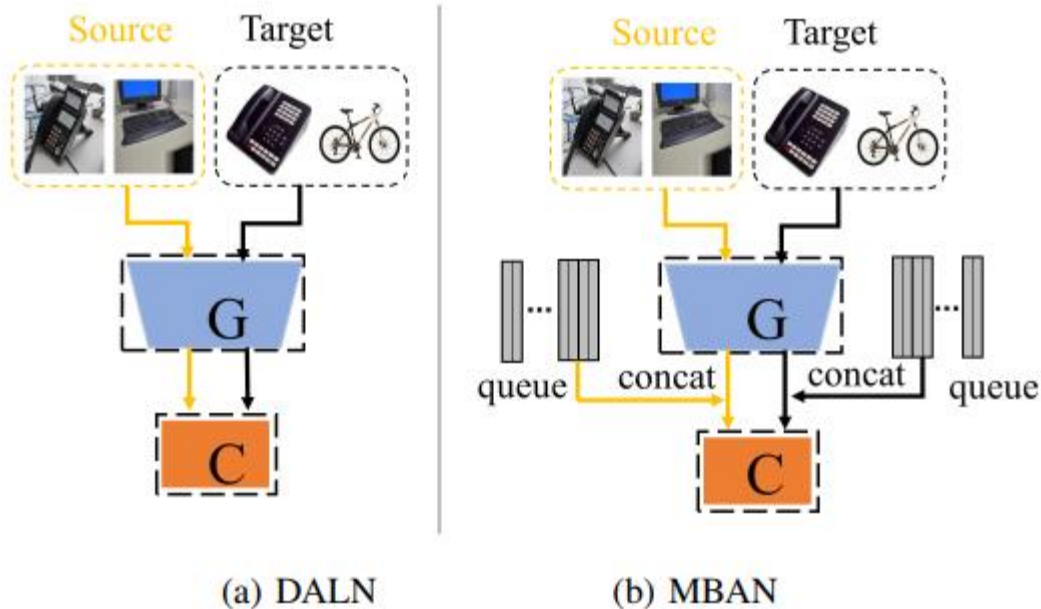 Source Target
G
C
(a) DALN
Source Target
G
queue ... concat concat ... queue
C
(b) MBAN